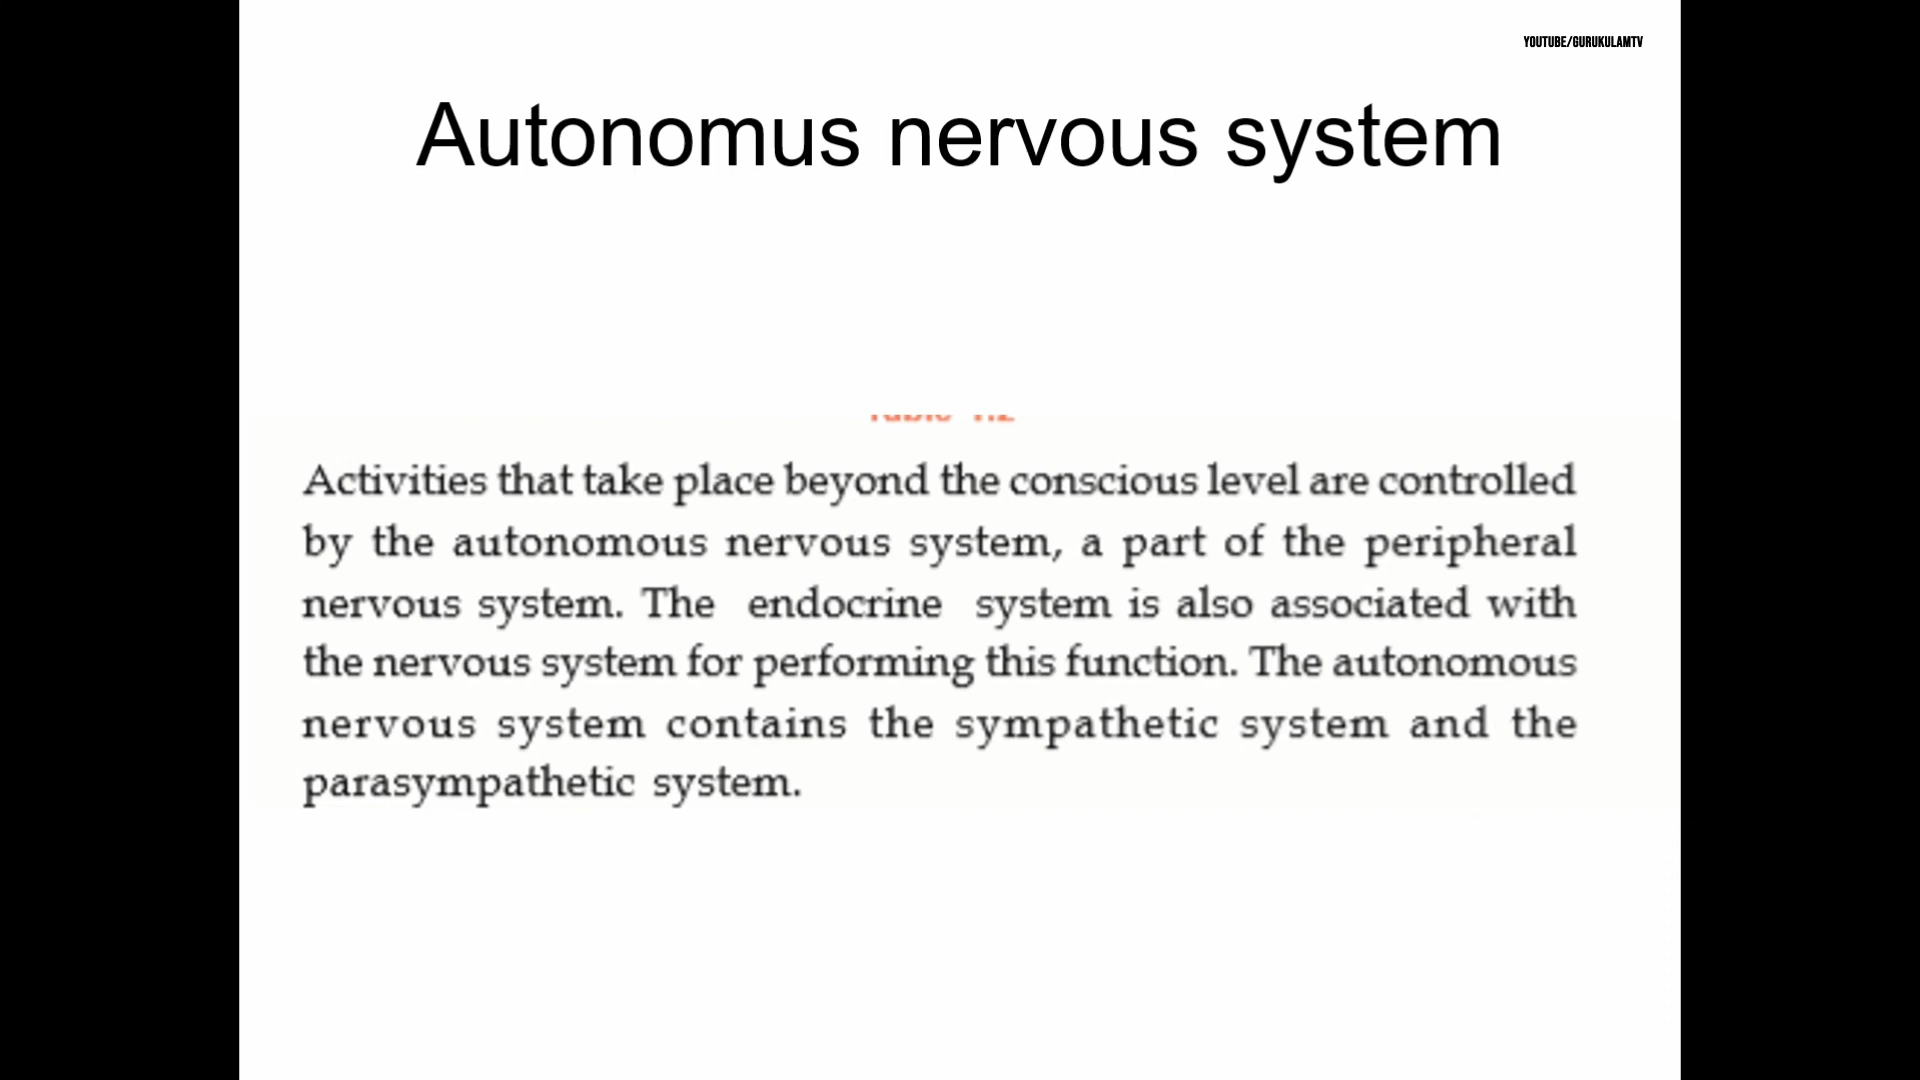 YOUTUBE/GURUKULAMTV
Autonomus nervous system
Activities that take place beyond the conscious level are controlled
by the autonomous nervous system, a part of the peripheral
nervous system. The endocrine system is also associated with
the nervous system for performing this function. The autonomous
nervous system contains the sympathetic system and the
parasympathetic system.